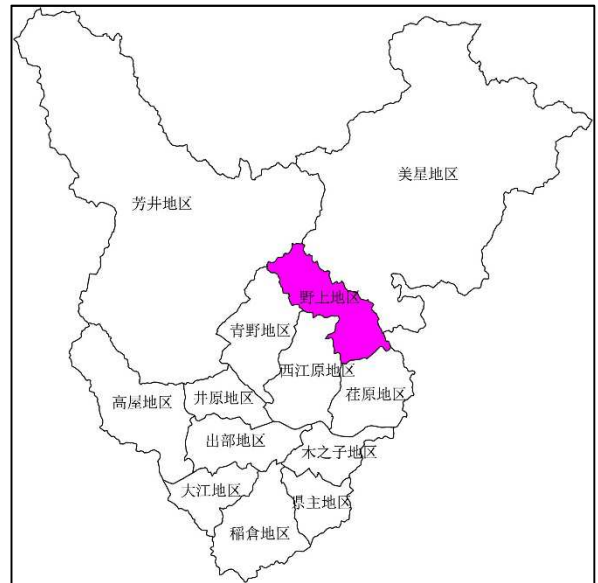 美星地区
芳井地区
野上地区
青野地区
西江原地区
荏原地区
高屋地区
井原地区
出部地区
木之子地区
大江地区
県主地区
稲倉地区